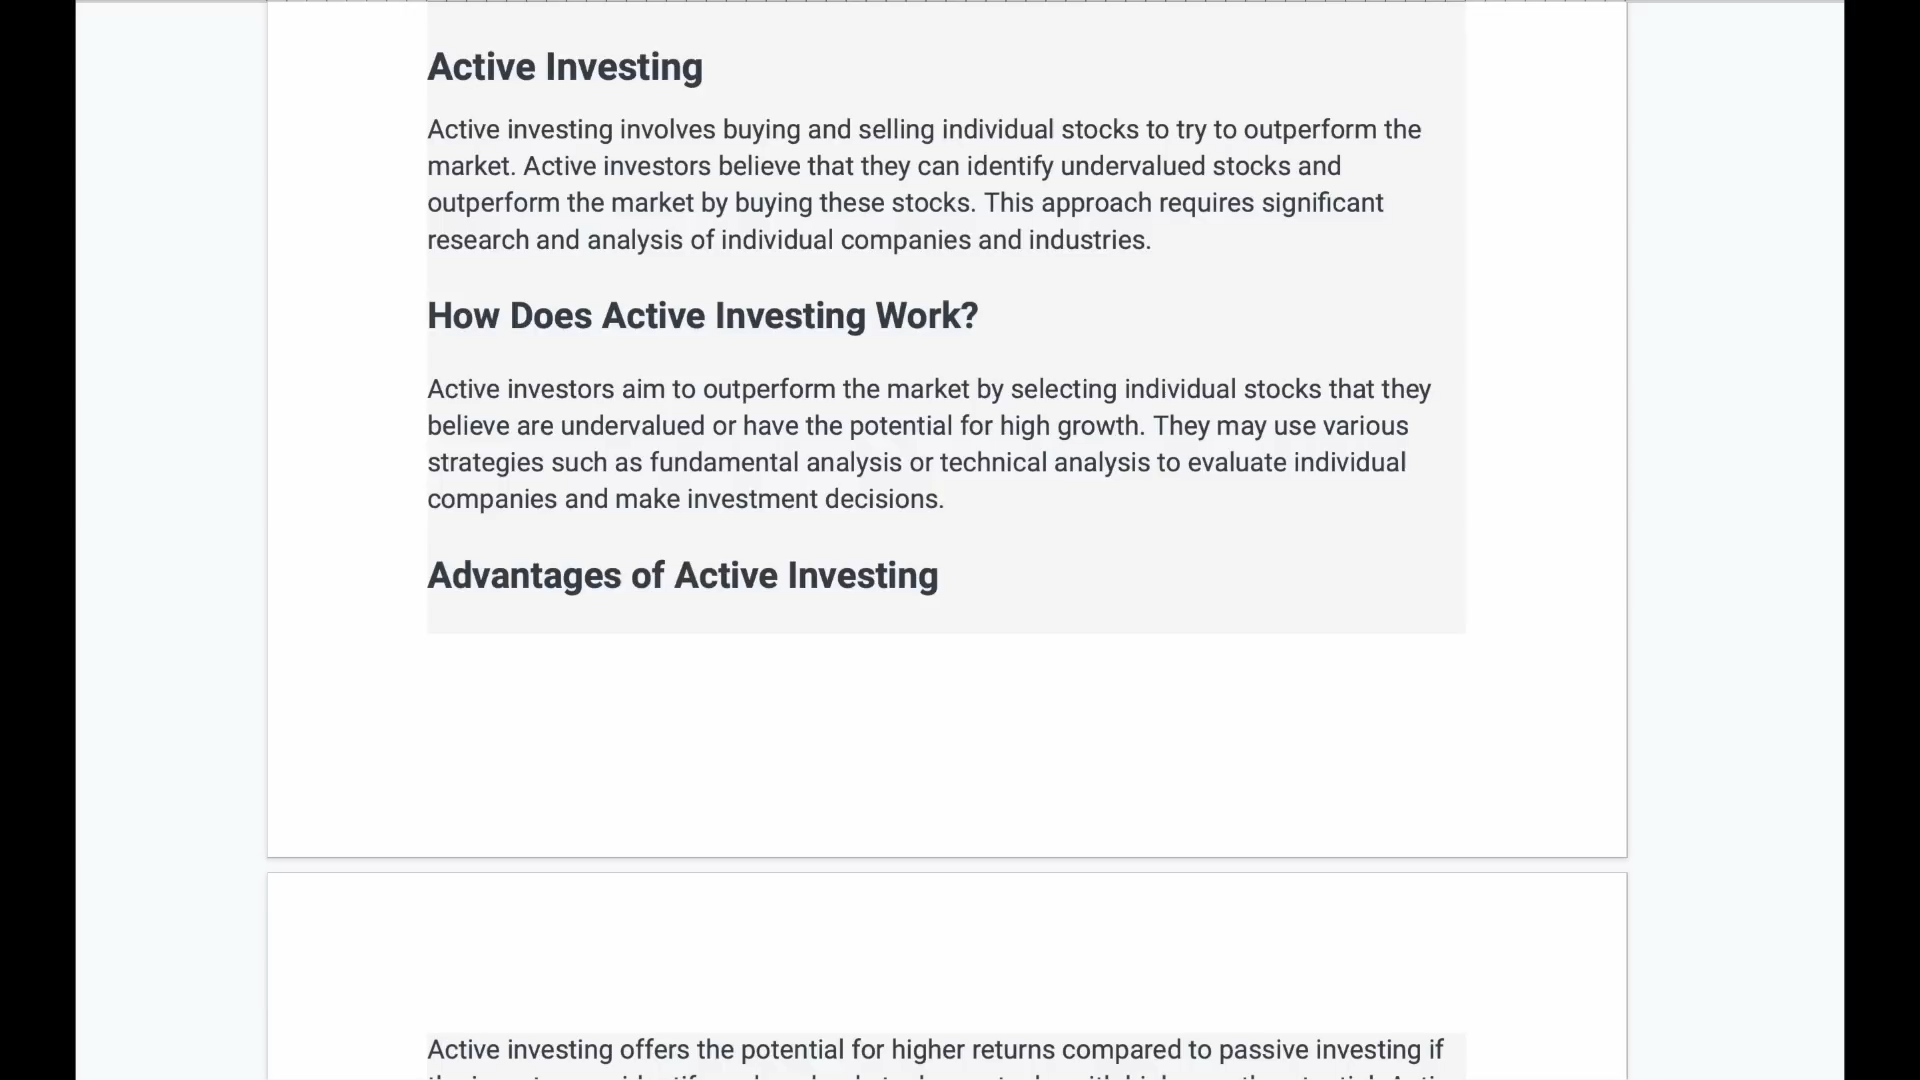 Active Investing
Active investing involves buying and selling individual stocks to try to outperform the
market. Active investors believe that they can identify undervalued stocks and
outperform the market by buying these stocks. This approach requires significant
research and analysis of individual companies and industries.
How Does Active Investing Work?
Active investors aim to outperform the market by selecting individual stocks that they
believe are undervalued or have the potential for high growth. They may use various
strategies such as fundamental analysis or technical analysis to evaluate individual
companies and make investment decisions.
Advantages of Active Investing
Active investing offers the potential for higher returns compared to passive investing if